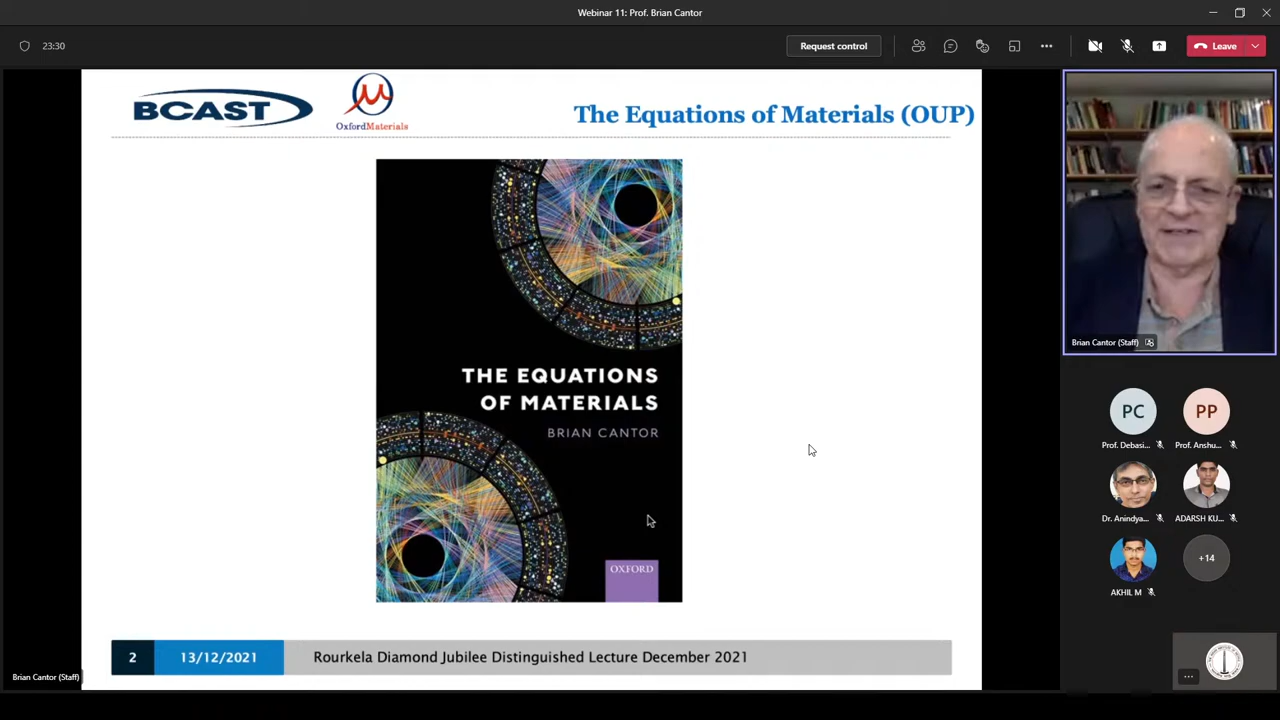 Webinar 11: Prof. Brian Cantor
23:30
Request control
Leave
BCAST
OxfordMaterials
The Equations of Materials (OUP)
THE EQUATIONS
OF MATERIALS
BRIAN CANTOR
OXFORD
2
13/12/2021
Rourkela Diamond Jubilee Distinguished Lecture December 2021
Brian Cantor (Staff)
Brian Cantor (Staff)
PC
PP
Prof. Debasi...
Prof. Anshu...
Dr. Anindya...
ADARSH KU...
AKHIL M
+14